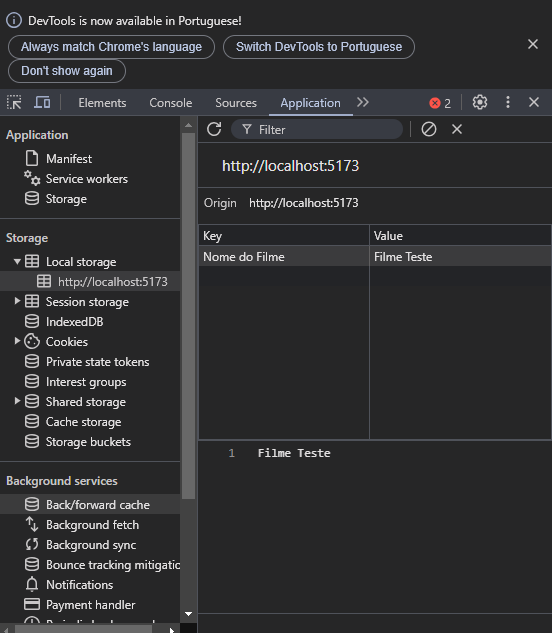 DevTools is now available in Portuguese!
Always match Chrome's language
Switch DevTools to Portuguese
Don't show again
Elements Console Sources Application 2
Application
Manifest
Service workers
Storage
Storage
Local storage
http://localhost:5173
Session storage
IndexedDB
Cookies
Private state tokens
Interest groups
Shared storage
Cache storage
Storage buckets
Background services
Back/forward cache
Background fetch
Background sync
Bounce tracking mitigatio
Notifications
Payment handler
Filter
http://localhost:5173
Origin http://localhost:5173
Key Value
Nome do Filme Filme Teste
1 Filme Teste